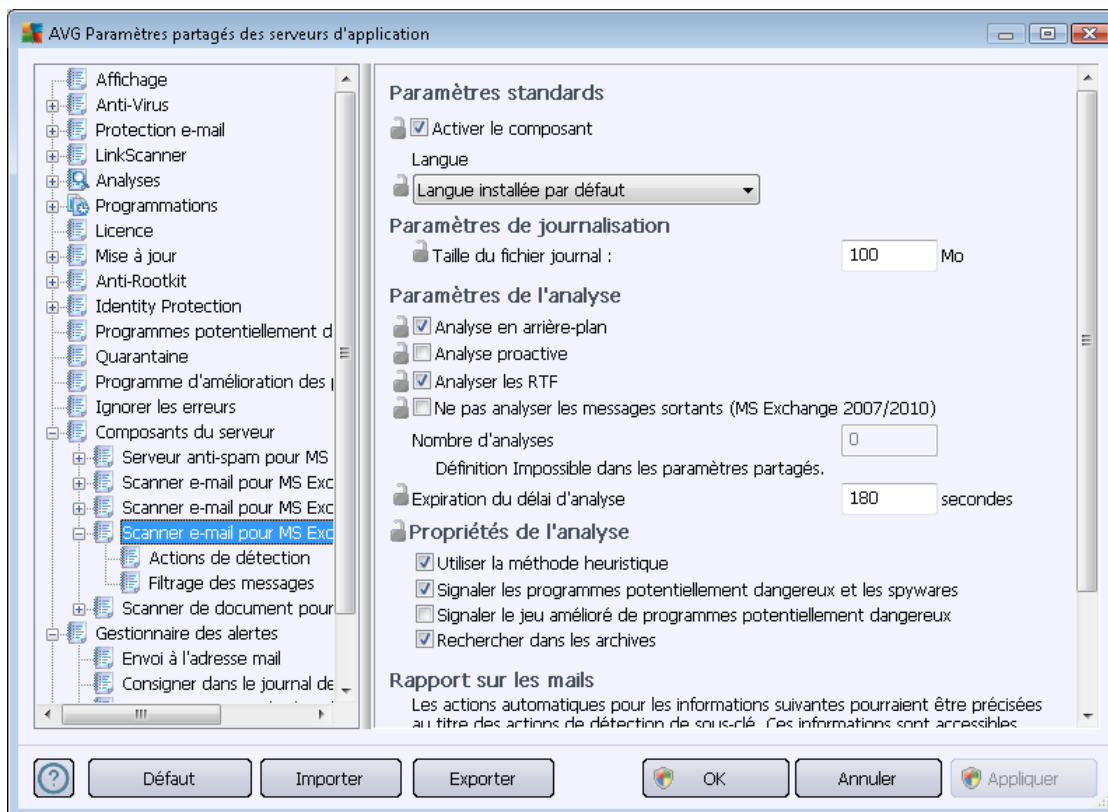 AVG Paramètres partagés des serveurs d'application
Affichage
Anti-Virus
Protection e-mail
LinkScanner
Analyses
Programmations
Licence
Mise à jour
Anti-Rootkit
Identity Protection
Programmes potentiellement d
Quarantaine
Programme d'amélioration des
Ignorer les erreurs
Composants du serveur
Serveur anti-spam pour MS
Scanner e-mail pour MS Exc
Scanner e-mail pour MS Exc
Scanner e-mail pour MS Exc
Actions de détection
Filtrage des messages
Scanner de document pour
Gestionnaire des alertes
Envoi à l'adresse mail
Consigner dans le journal de
Paramètres standards
Activer le composant
Langue
Langue installée par défaut
Paramètres de journalisation
Taille du fichier journal : 100 Mo
Paramètres de l'analyse
Analyse en arrière-plan
Analyse proactive
Analyser les RTF
Ne pas analyser les messages sortants (MS Exchange 2007/2010)
Nombre d'analyses 0
Définition Impossible dans les paramètres partagés.
Expiration du délai d'analyse 180 secondes
Propriétés de l'analyse
Utiliser la méthode heuristique
Signaler les programmes potentiellement dangereux et les spywares
Signaler le jeu amélioré de programmes potentiellement dangereux
Rechercher dans les archives
Rapport sur les mails
Les actions automatiques pour les informations suivantes pourraient être précisées
au titre des actions de détection de sous-clé. Ces informations sont accessibles
? Défaut Importer Exporter OK Annuler Appliquer